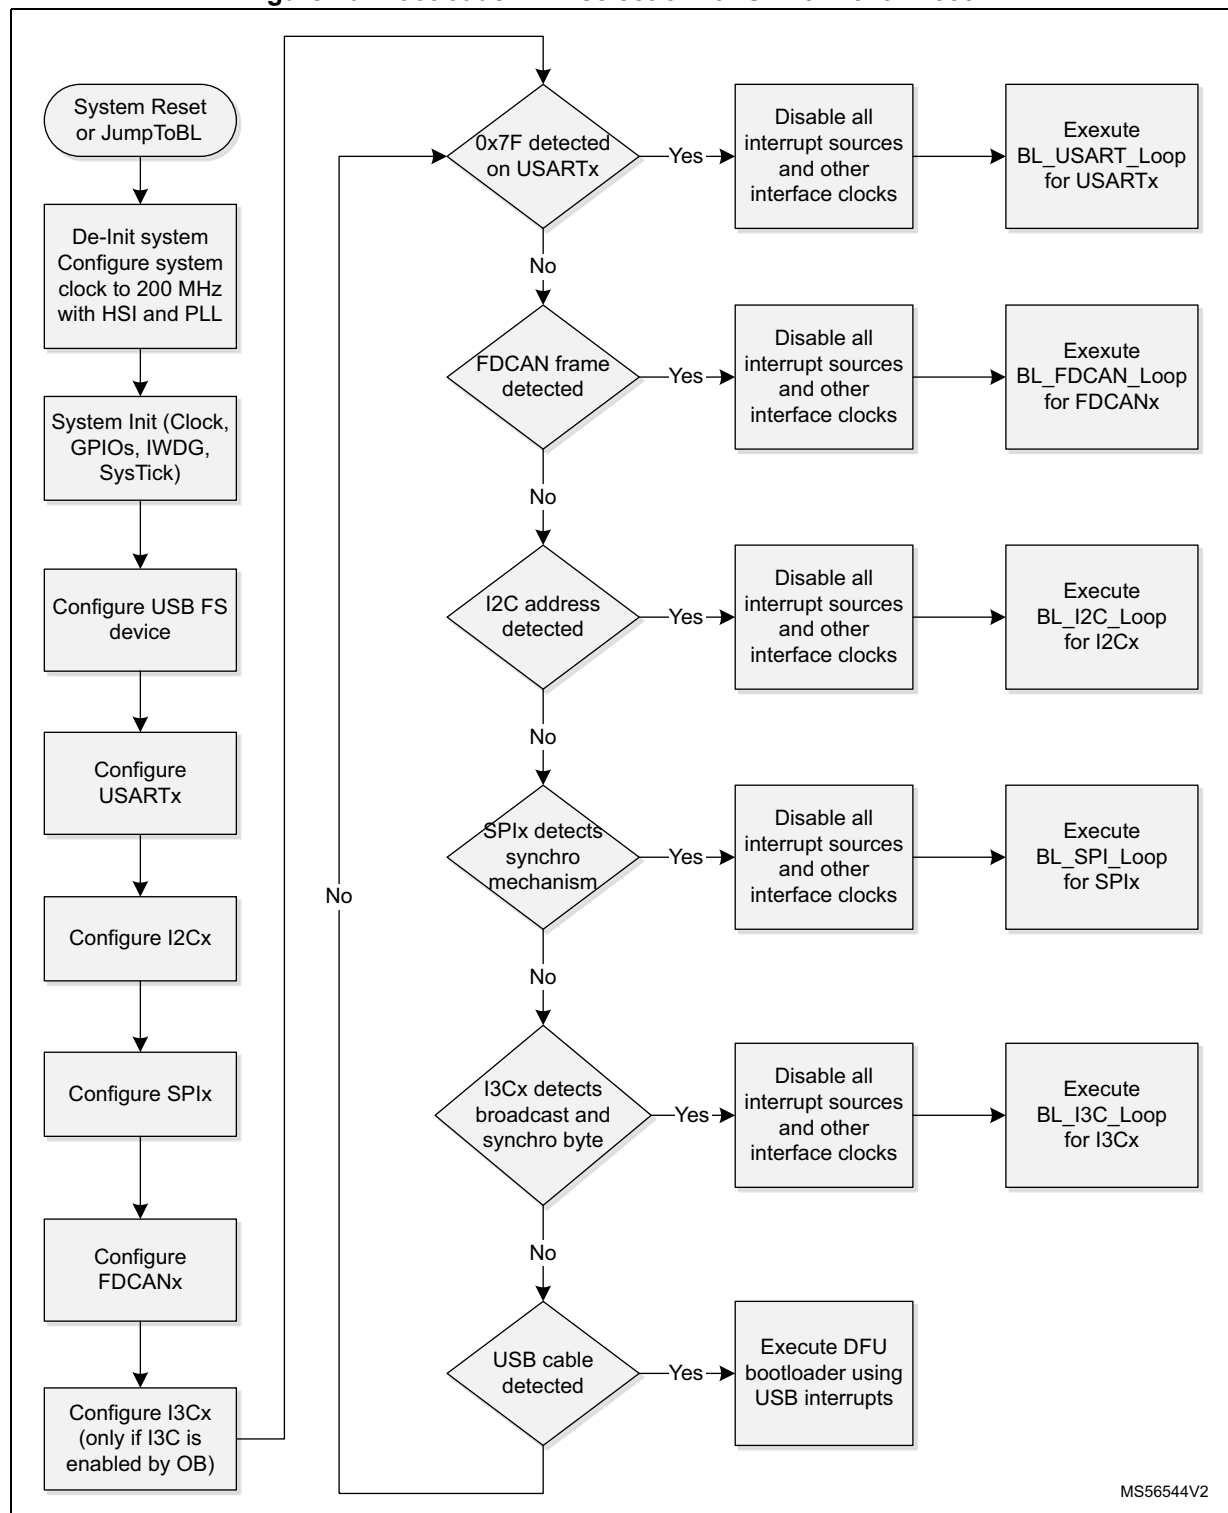 System Reset
or JumpToBL
De-Init system
Configure system
clock to 200 MHz
with HSI and PLL
System Init (Clock,
GPIOs, IWDG,
SysTick)
Configure USB FS
device
Configure
USARTx
Configure I2Cx
Configure SPIx
Configure
FDCANx
Configure I3Cx
(only if I3C is
enabled by OB)
0x7F detected
on USARTx
Yes
Disable all
interrupt sources
and other
interface clocks
Exexute
BL_USART_Loop
for USARTx
No
FDCAN frame
detected
Yes
Disable all
interrupt sources
and other
interface clocks
Exexute
BL_FDCAN_Loop
for FDCANx
No
I2C address
detected
Yes
Disable all
interrupt sources
and other
interface clocks
Execute
BL_I2C_Loop
for I2Cx
No
SPIx detects
synchro
mechanism
Yes
Disable all
interrupt sources
and other
interface clocks
Execute
BL_SPI_Loop
for SPIx
No
I3Cx detects
broadcast and
synchro byte
Yes
Disable all
interrupt sources
and other
interface clocks
Execute
BL_I3C_Loop
for I3Cx
No
USB cable
detected
Yes
Execute DFU
bootloader using
USB interrupts
No
MS56544V2